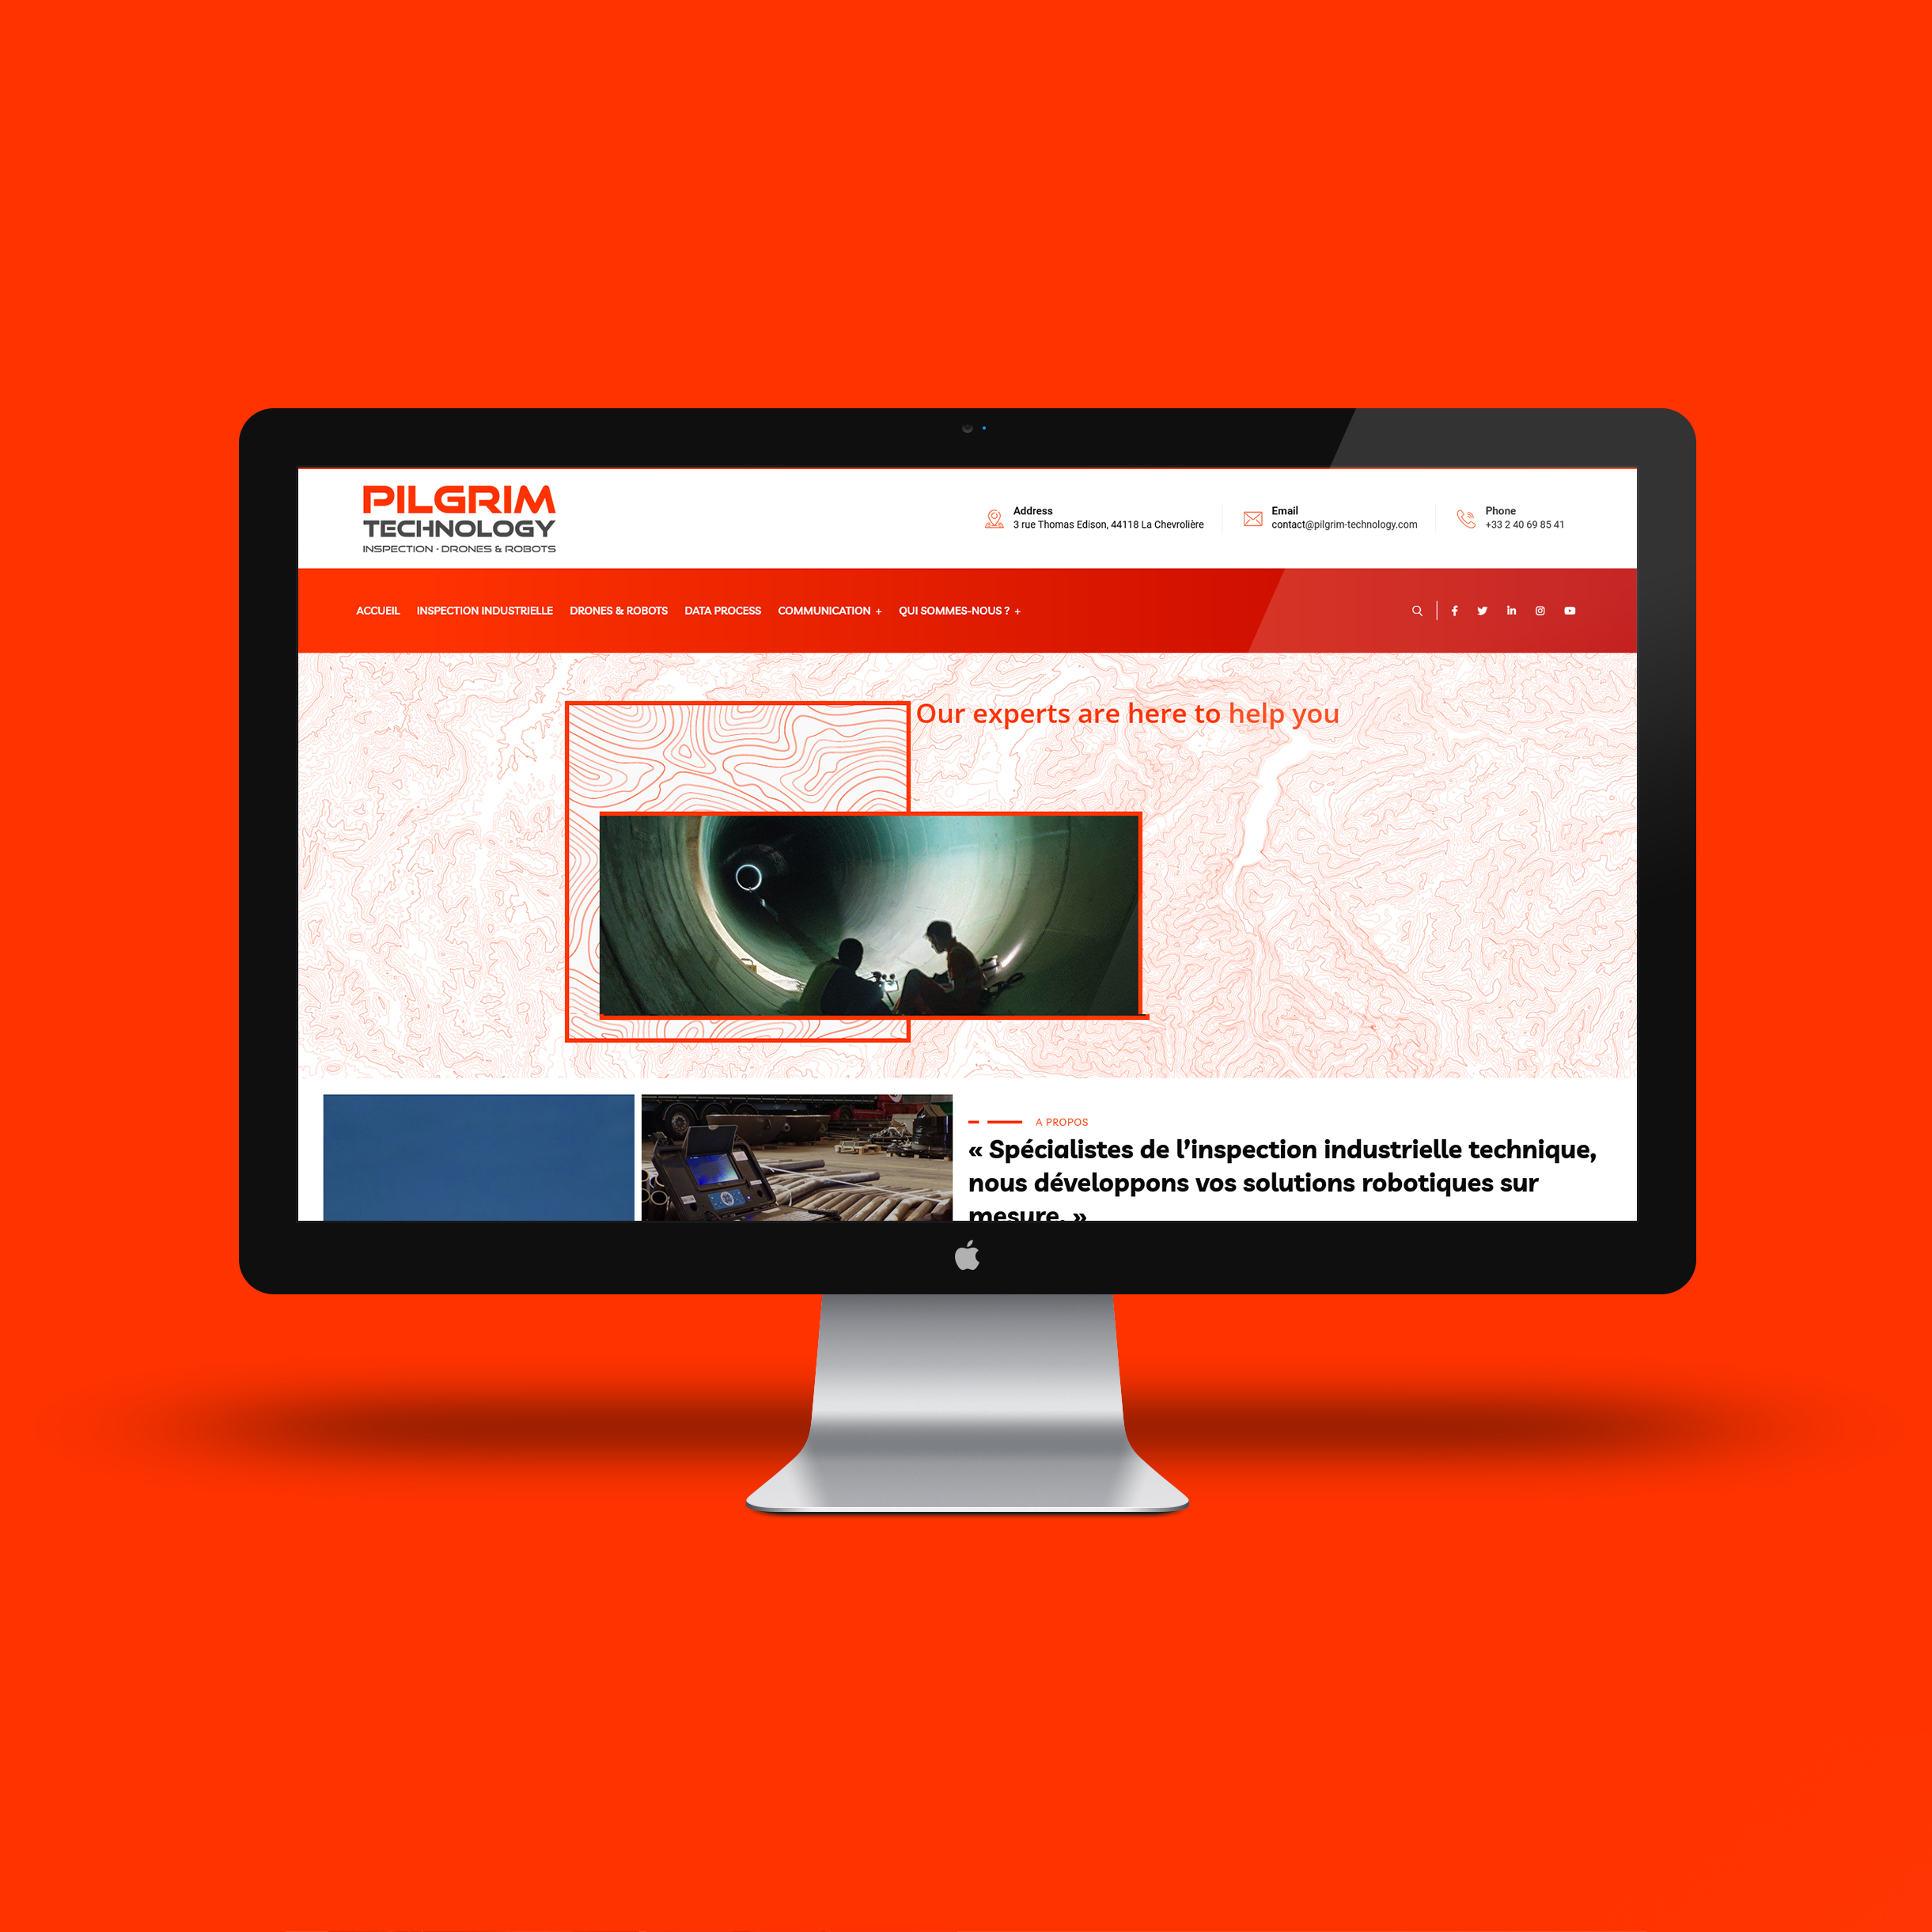 PILGRIM
TECHNOLOGY
INSPECTION - DRONES & ROBOTS
Address
3 rue Thomas Edison, 44118 La Chevrolière
Email
contact@pilgrim-technology.com
Phone
+33 2 40 69 85 41
ACCUEIL INSPECTION INDUSTRIELLE DRONES & ROBOTS DATA PROCESS COMMUNICATION + QUI SOMMES-NOUS ? +
Our experts are here to help you
A PROPOS
« Spécialistes de l’inspection industrielle technique,
nous développons vos solutions robotiques sur
mesure. »